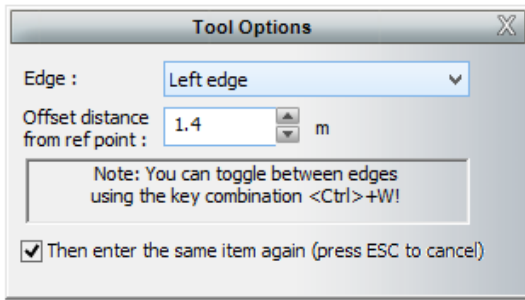 Tool Options X
Edge : Left edge
Offset distance
from ref point : 1.4 m
Note: You can toggle between edges
using the key combination <Ctrl>+W!
Then enter the same item again (press ESC to cancel)